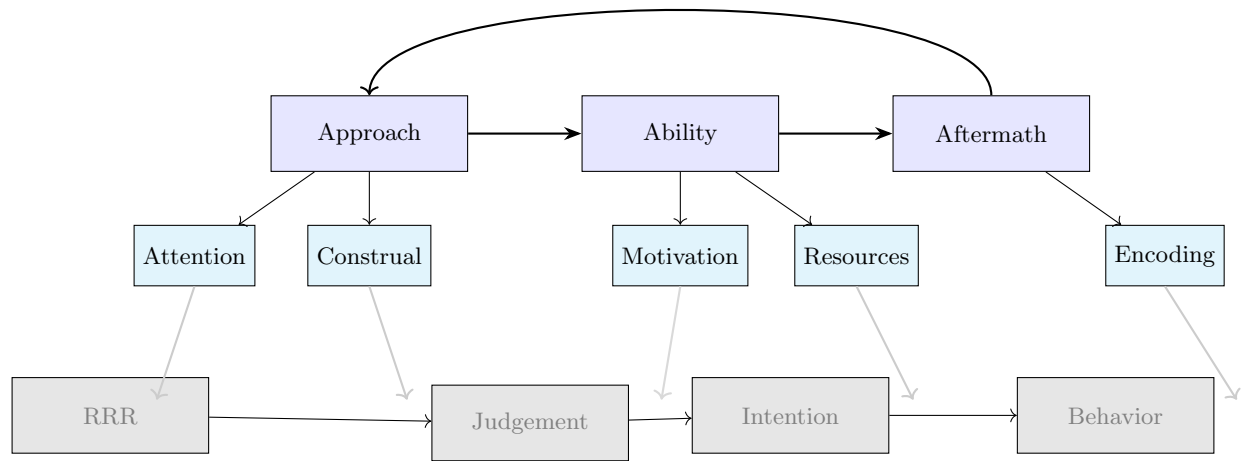 Approach
Ability
Aftermath
Attention
Construal
Motivation
Resources
Encoding
RRR
Judgement
Intention
Behavior